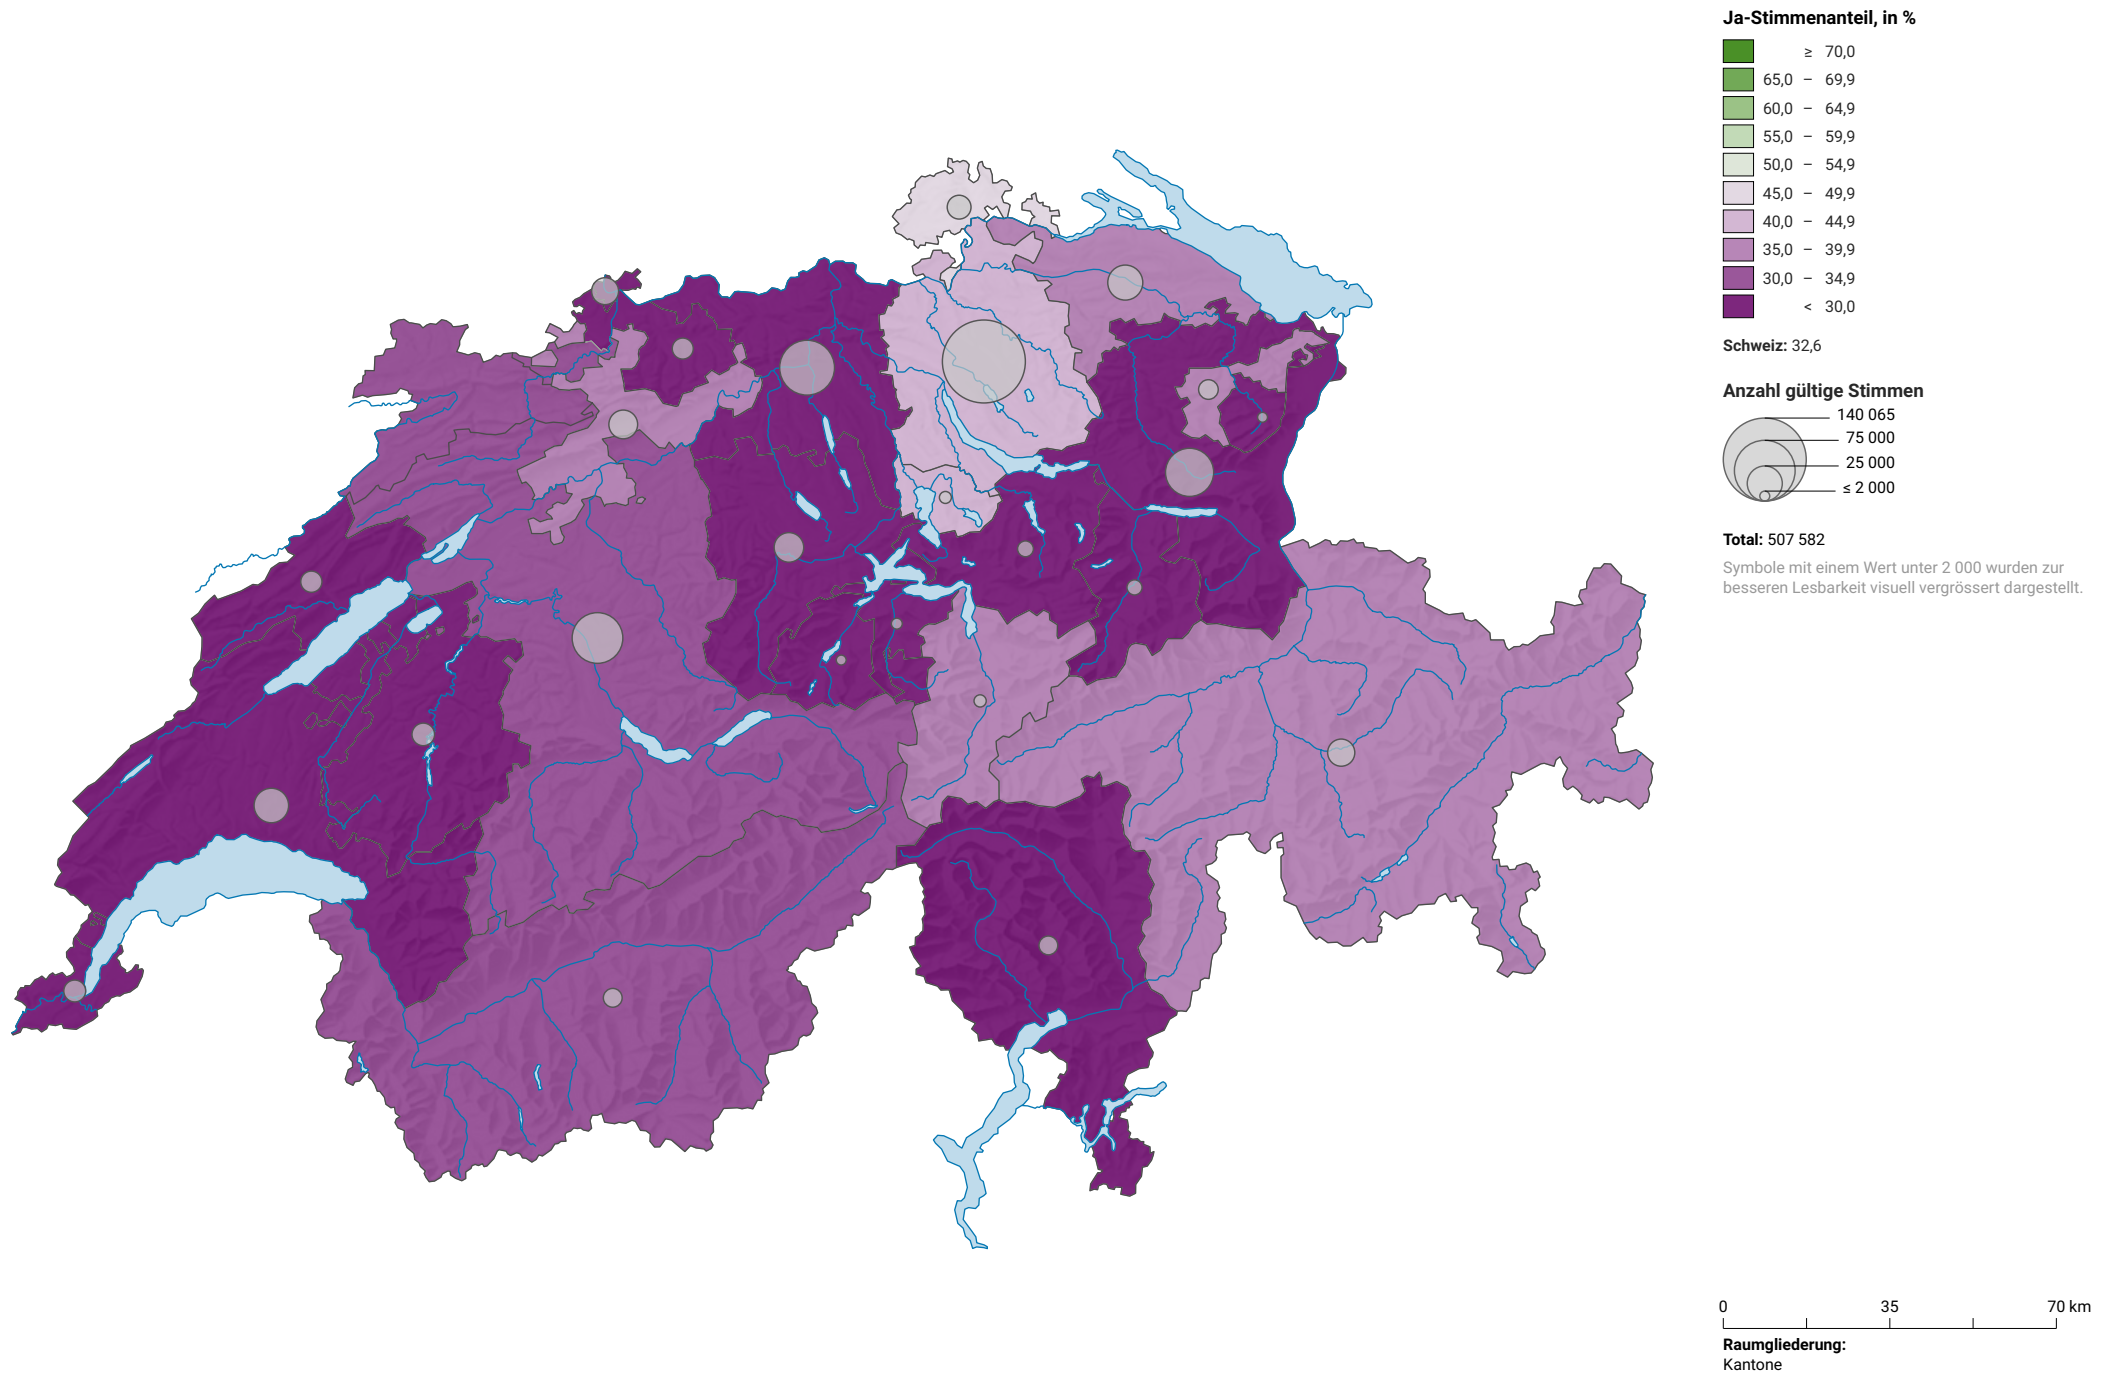 Ja-Stimmenanteil, in %
≥ 70,0
65,0 – 69,9
60,0 – 64,9
55,0 – 59,9
50,0 – 54,9
45,0 – 49,9
40,0 – 44,9
35,0 – 39,9
30,0 – 34,9
< 30,0
Schweiz: 32,6
Anzahl gültige Stimmen
140 065
75 000
25 000
≤ 2 000
Total: 507 582
Symbole mit einem Wert unter 2 000 wurden zur
besseren Lesbarkeit visuell vergrössert dargestellt.
0 35 70 km
Raumgliederung:
Kantone